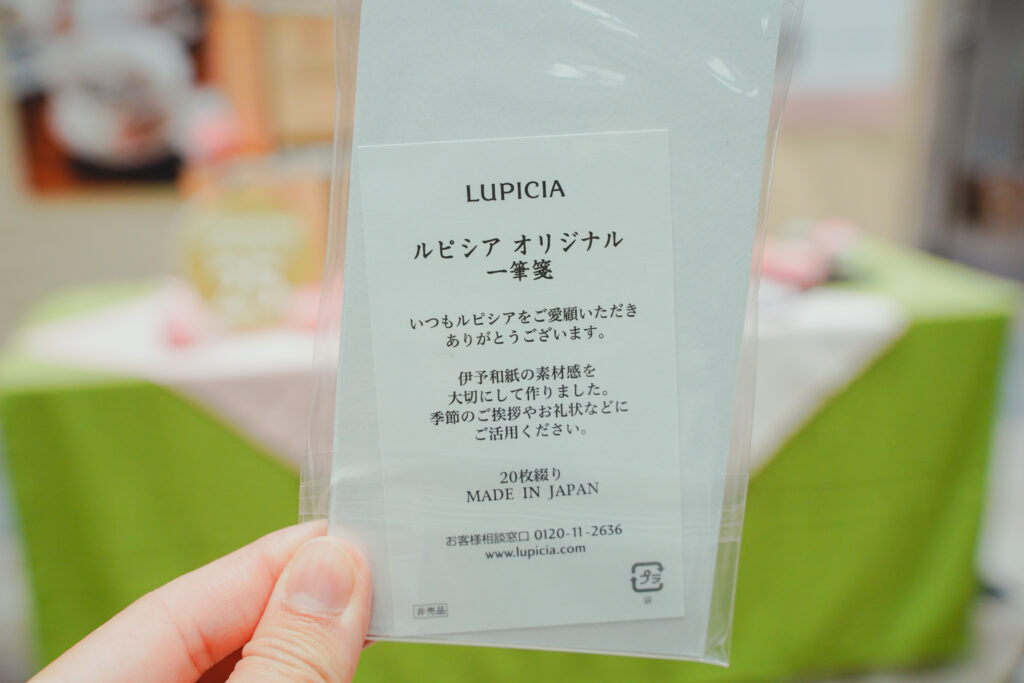 LUPICIA
ルピシア オリジナル
一筆箋
いつもルピシアをご愛顧いただき
ありがとうございます。
伊予和紙の素材感を
大切にして作りました。
季節のご挨拶やお礼状などに
ご活用ください。
20枚綴り
MADE IN JAPAN
お客様相談窓口 0120-11-2636
www.lupicia.com
プラ
袋
非売品